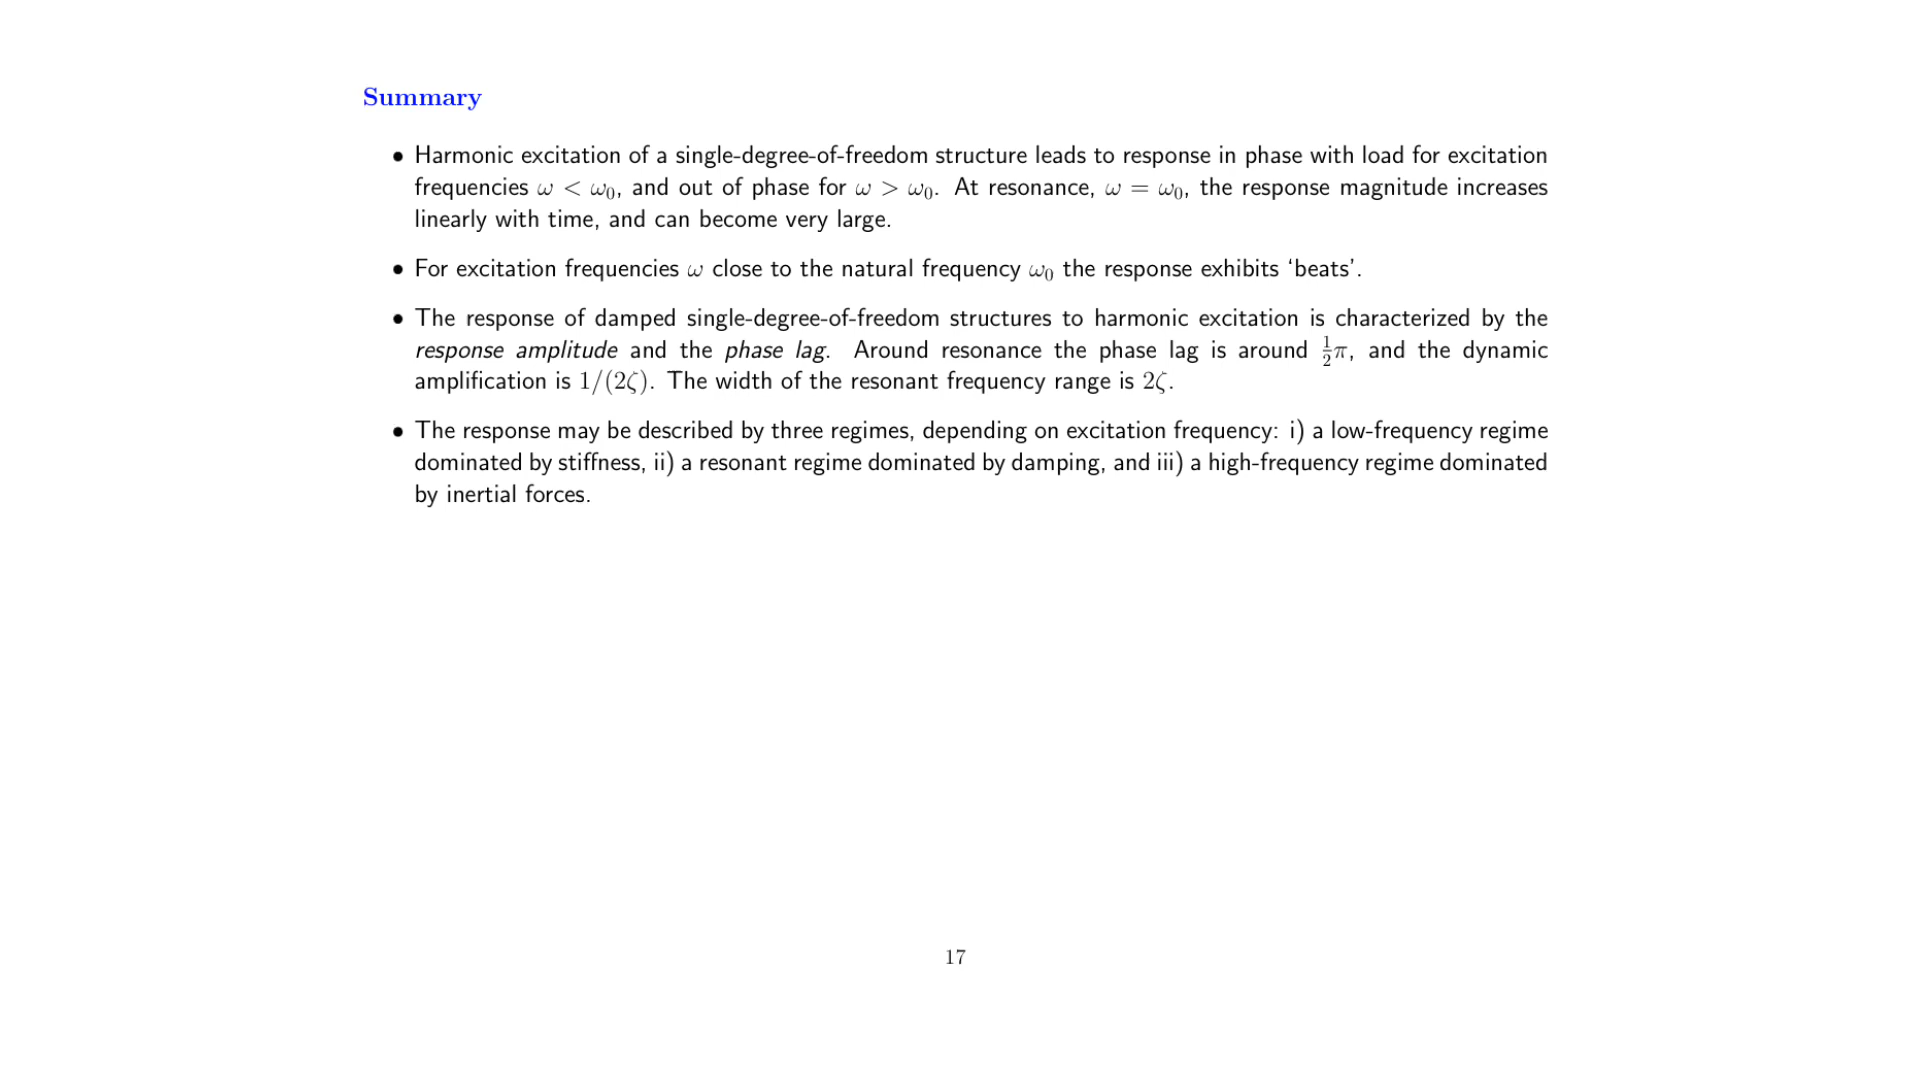 Summary
• Harmonic excitation of a single-degree-of-freedom structure leads to response in phase with load for excitation
frequencies ω < ω₀, and out of phase for ω > ω₀. At resonance, ω = ω₀, the response magnitude increases
linearly with time, and can become very large.
• For excitation frequencies ω close to the natural frequency ω₀ the response exhibits ‘beats’.
• The response of damped single-degree-of-freedom structures to harmonic excitation is characterized by the
response amplitude and the phase lag. Around resonance the phase lag is around ½π, and the dynamic
amplification is 1/(2ζ). The width of the resonant frequency range is 2ζ.
• The response may be described by three regimes, depending on excitation frequency: i) a low-frequency regime
dominated by stiffness, ii) a resonant regime dominated by damping, and iii) a high-frequency regime dominated
by inertial forces.
17